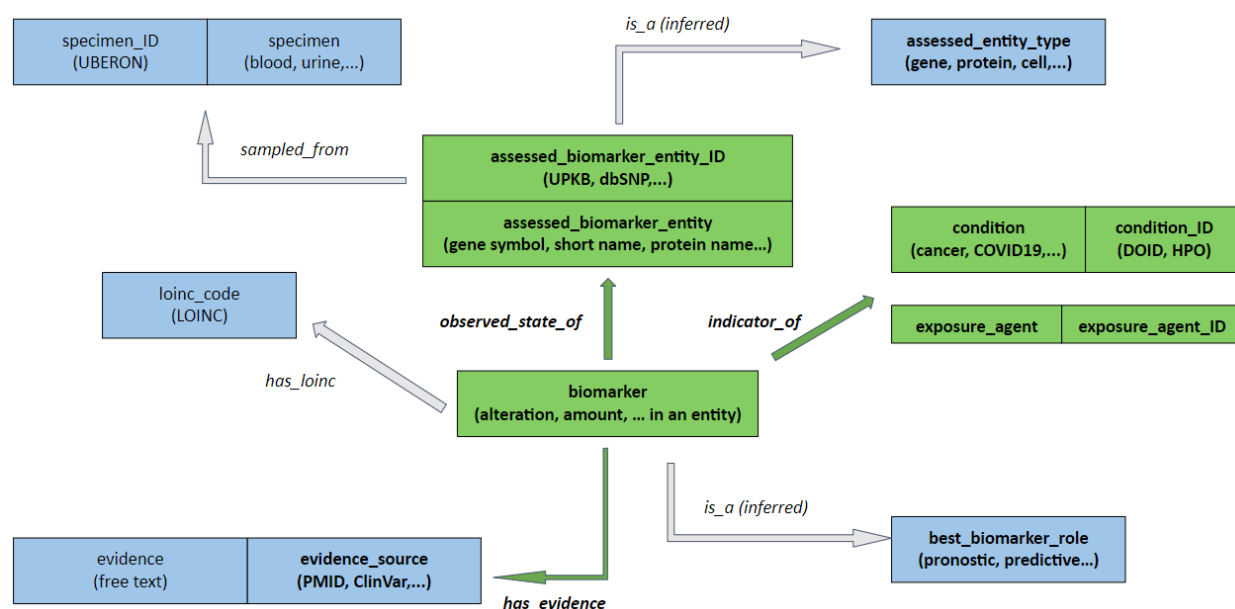 is_a (inferred)
specimen_ID
(UBERON)
specimen
(blood, urine,...)
assessed_entity_type
(gene, protein, cell,...)
sampled_from
assessed_biomarker_entity_ID
(UPKB, dbSNP,...)
assessed_biomarker_entity
(gene symbol, short name, protein name...)
condition
(cancer, COVID19,...)
condition_ID
(DOID, HPO)
loinc_code
(LOINC)
observed_state_of
indicator_of
exposure_agent
exposure_agent_ID
has_loinc
biomarker
(alteration, amount, ... in an entity)
is_a (inferred)
evidence
(free text)
evidence_source
(PMID, ClinVar,...)
best_biomarker_role
(pronostic, predictive...)
has_evidence